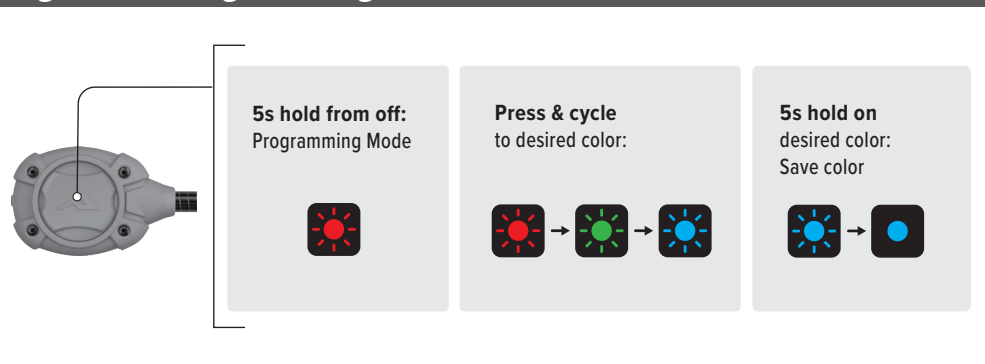 5s hold from off:
Programming Mode
Press & cycle
to desired color:
5s hold on
desired color:
Save color